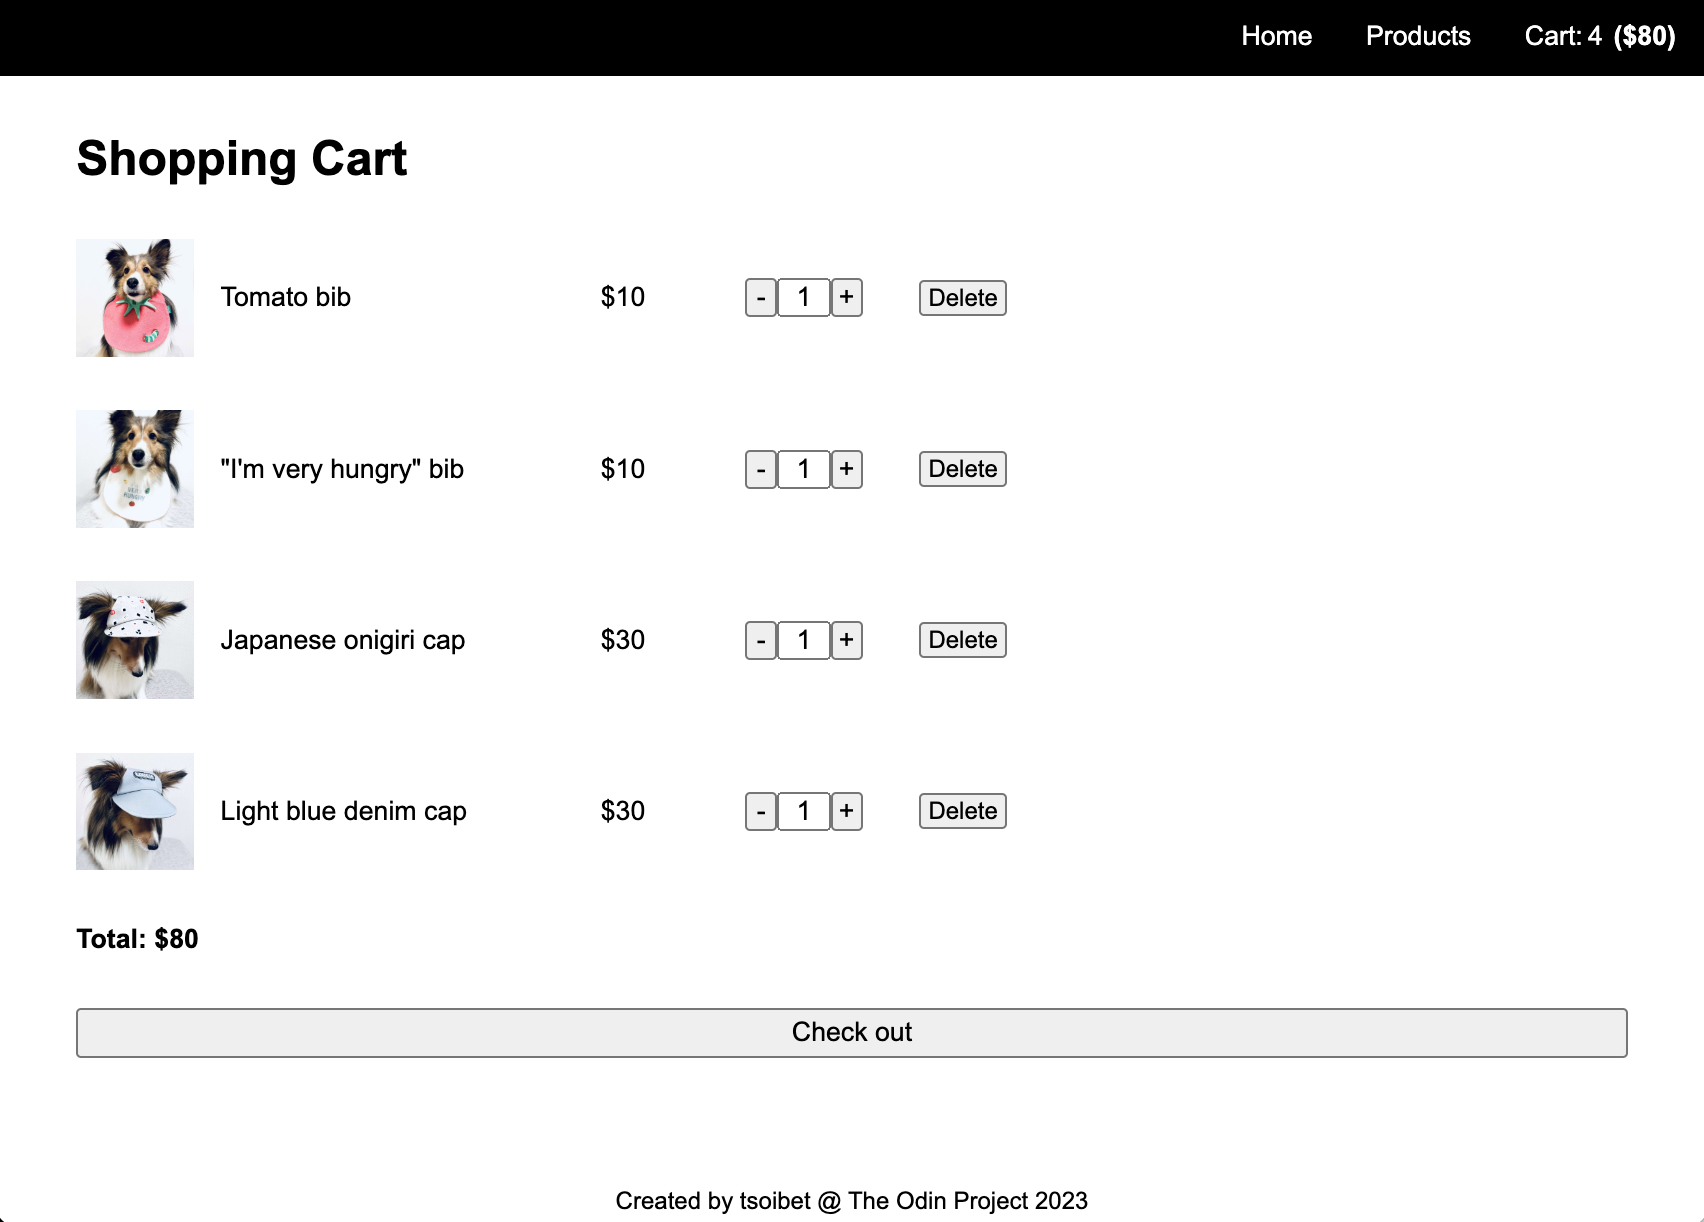 Home Products Cart: 4 ($80)
Shopping Cart
Tomato bib $10 - 1 + Delete
"I'm very hungry" bib $10 - 1 + Delete
Japanese onigiri cap $30 - 1 + Delete
Light blue denim cap $30 - 1 + Delete
Total: $80
Check out
Created by tsoibet @ The Odin Project 2023